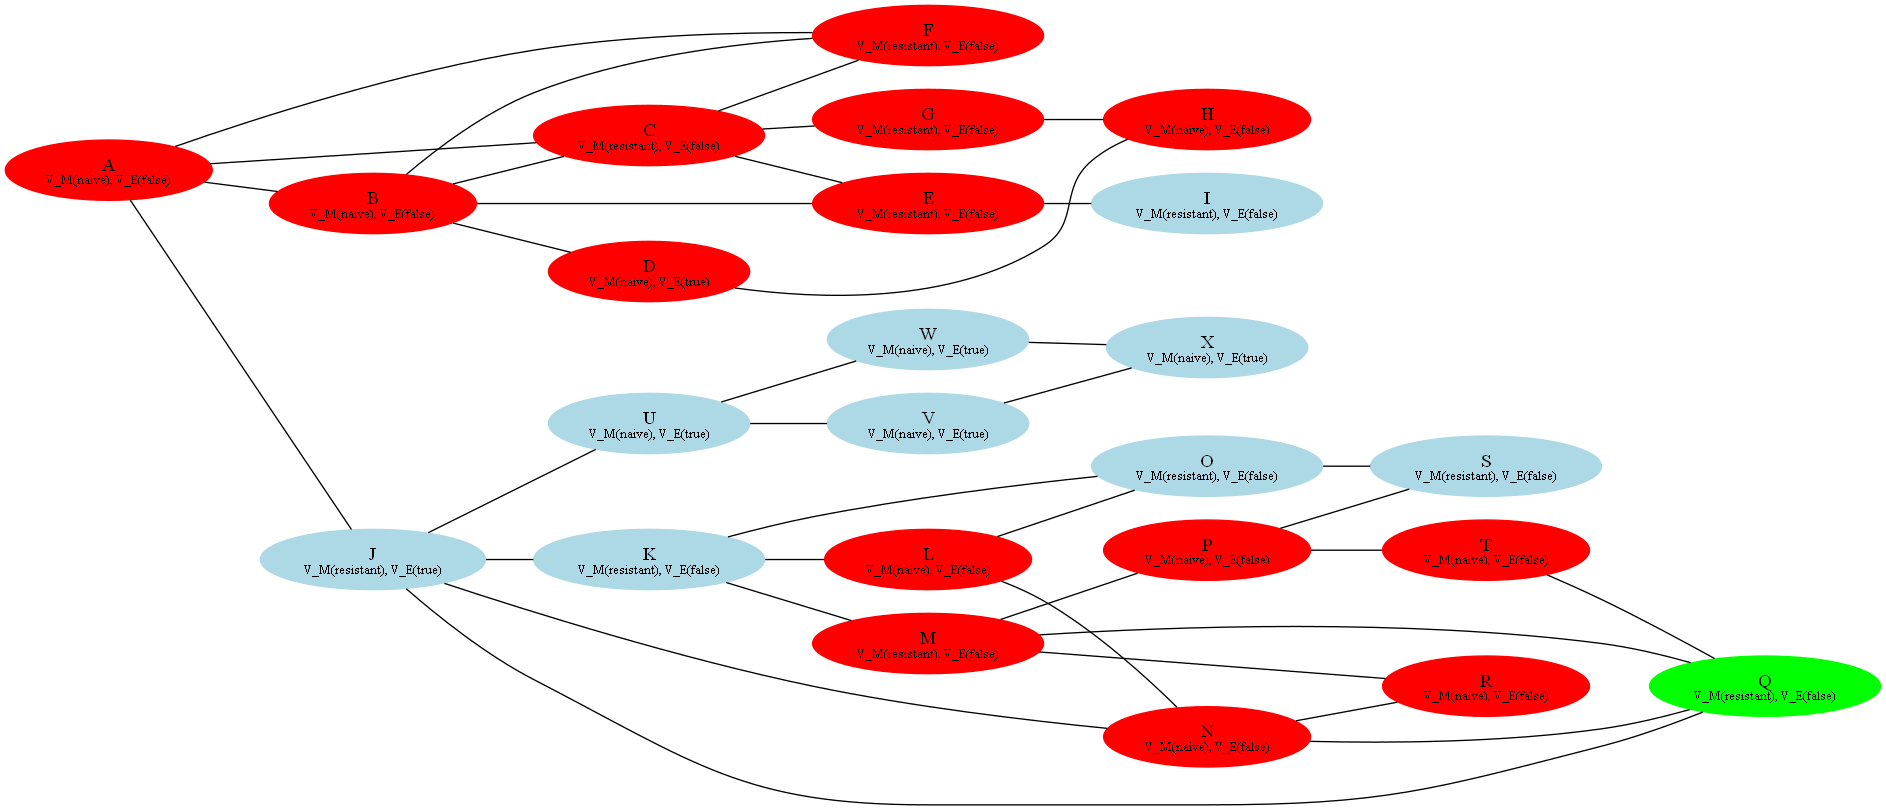 F
V_M(resistant), V_E(false)
G
V_M(resistant), V_E(false)
H
V_M(naive), V_E(false)
C
V_M(resistant), V_E(false)
A
V_M(naive), V_E(false)
B
V_M(naive), V_E(false)
E
V_M(resistant), V_E(false)
I
V_M(resistant), V_E(false)
D
V_M(naive), V_E(true)
W
V_M(naive), V_E(true)
X
V_M(naive), V_E(true)
U
V_M(naive), V_E(true)
V
V_M(naive), V_E(true)
O
V_M(resistant), V_E(false)
S
V_M(resistant), V_E(false)
J
V_M(resistant), V_E(true)
K
V_M(resistant), V_E(false)
L
V_M(naive), V_E(false)
P
V_M(naive), V_E(false)
T
V_M(naive), V_E(false)
M
V_M(resistant), V_E(false)
R
V_M(naive), V_E(false)
Q
V_M(resistant), V_E(false)
N
V_M(naive), V_E(false)